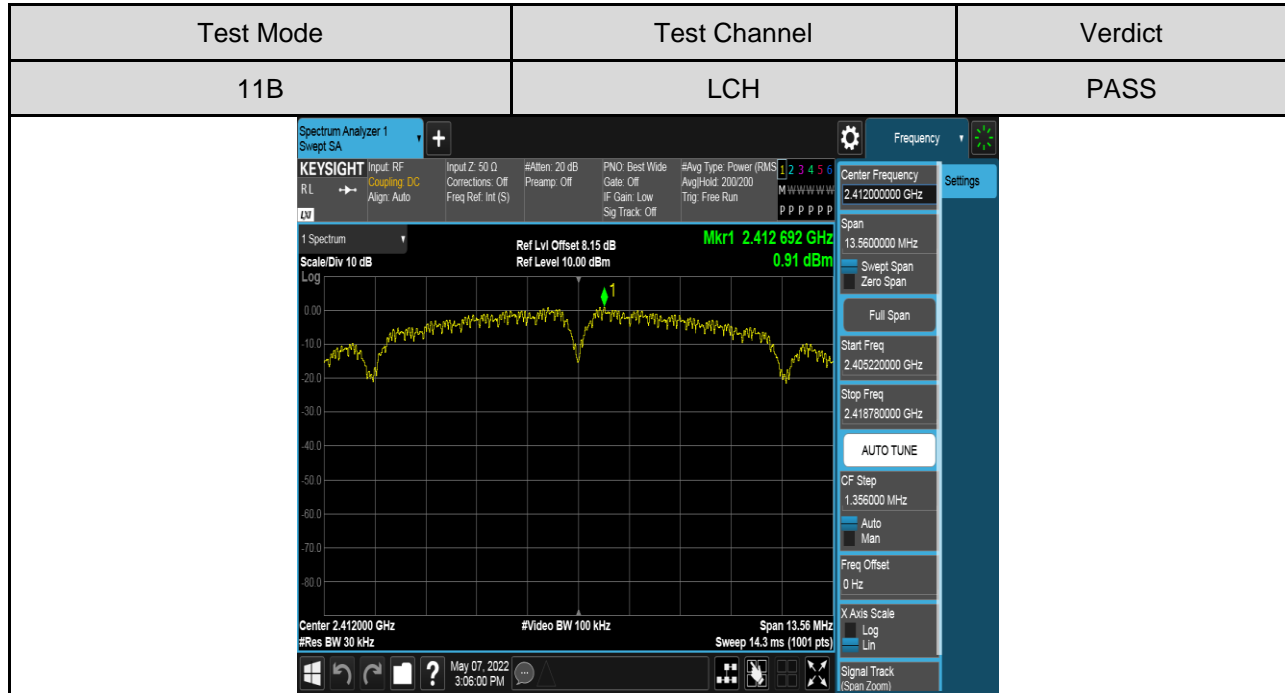 Test Mode Test Channel Verdict
11B LCH PASS
Spectrum Analyzer 1
Swept SA
+
Frequency
KEYSIGHT Input: RF Input Z: 50 Ω #Atten: 20 dB PNO: Best Wide #Avg Type: Power (RMS 1 2 3 4 5 6
RL Coupling: DC Corrections: Off Preamp: Off Gate: Off Avg|Hold: 200/200 M W W W W W
Align: Auto Freq Ref: Int (S) IF Gain: Low Trig: Free Run
LXI Sig Track: Off P P P P P P
Center Frequency
2.412000000 GHz
Settings
1 Spectrum
Ref Lvl Offset 8.15 dB
Mkr1 2.412 692 GHz
Scale/Div 10 dB
Ref Level 10.00 dBm
0.91 dBm
Log
1
0.00
-10.0
-20.0
-30.0
-40.0
-50.0
-60.0
-70.0
-80.0
Span
13.5600000 MHz
Swept Span
Zero Span
Full Span
Start Freq
2.405220000 GHz
Stop Freq
2.418780000 GHz
AUTO TUNE
CF Step
1.356000 MHz
Auto
Man
Freq Offset
0 Hz
X Axis Scale
Log
Lin
Signal Track
(Span Zoom)
Center 2.412000 GHz #Video BW 100 kHz Span 13.56 MHz
#Res BW 30 kHz Sweep 14.3 ms (1001 pts)
?
May 07, 2022
3:06:00 PM